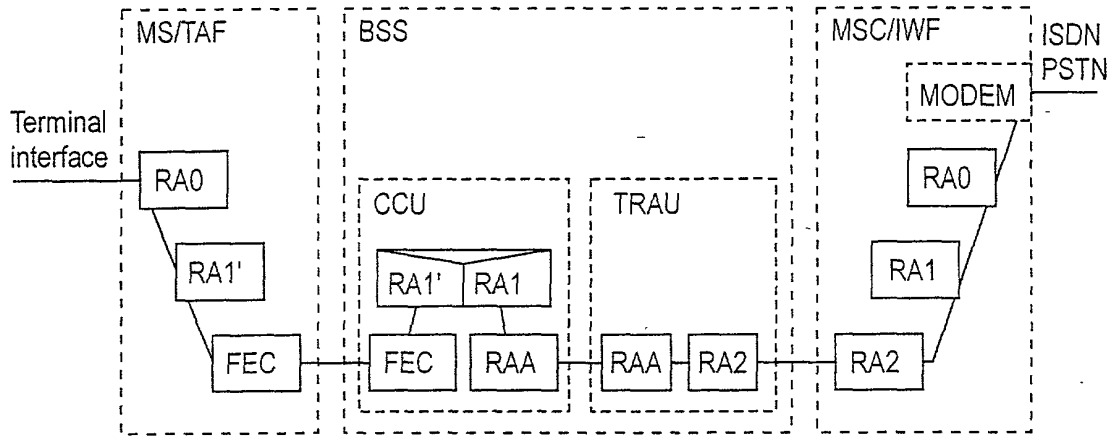 MS/TAF
BSS
MSC/IWF
ISDN
PSTN
MODEM
Terminal
interface
RA0
RA0
CCU
TRAU
RA1'
RA1'
RA1
RA1
FEC
FEC
RAA
RAA
RA2
RA2